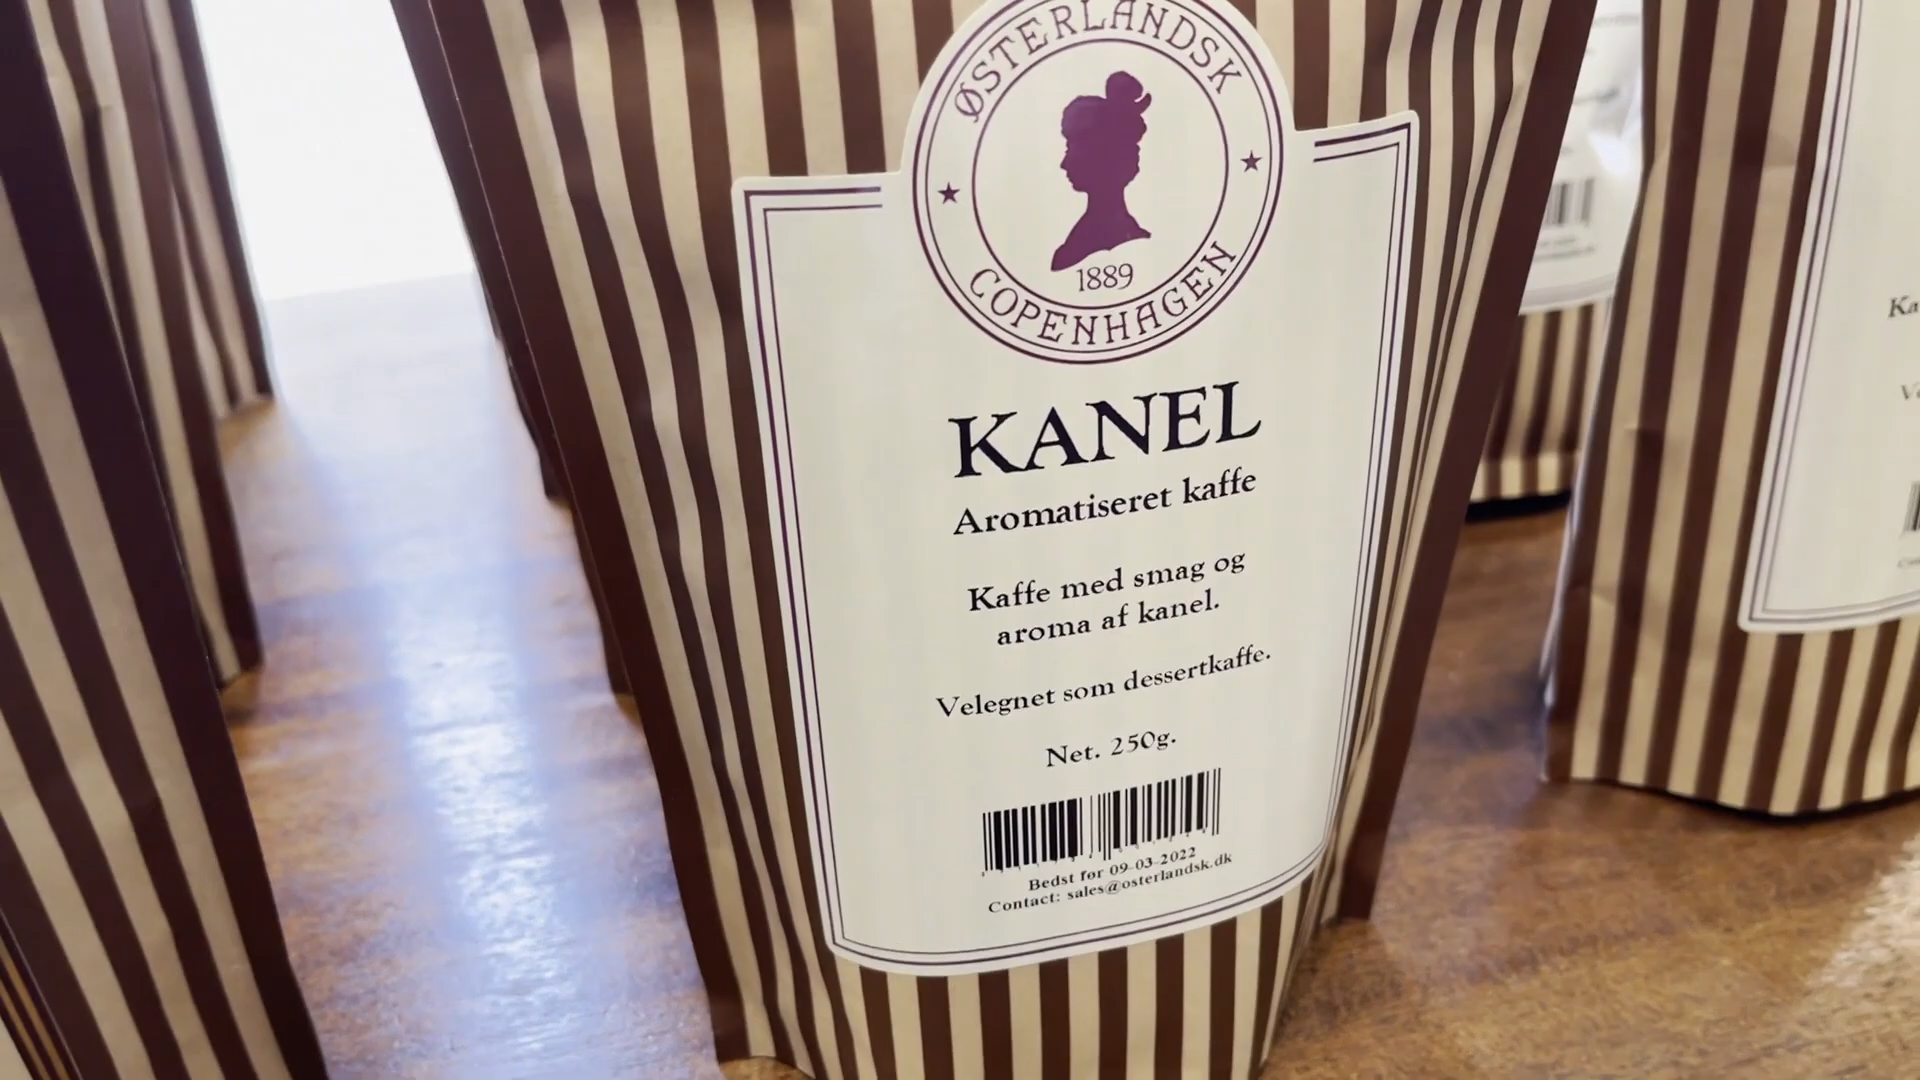 ØSTERLANDSK
1889
COPENHAGEN
KANEL
Aromatiseret kaffe
Kaffe med smag og
aroma af kanel.
Velegnet som dessertkaffe.
Net. 250g.
Bedst før 09-03-2022
Contact: sales@osterlandsk.dk